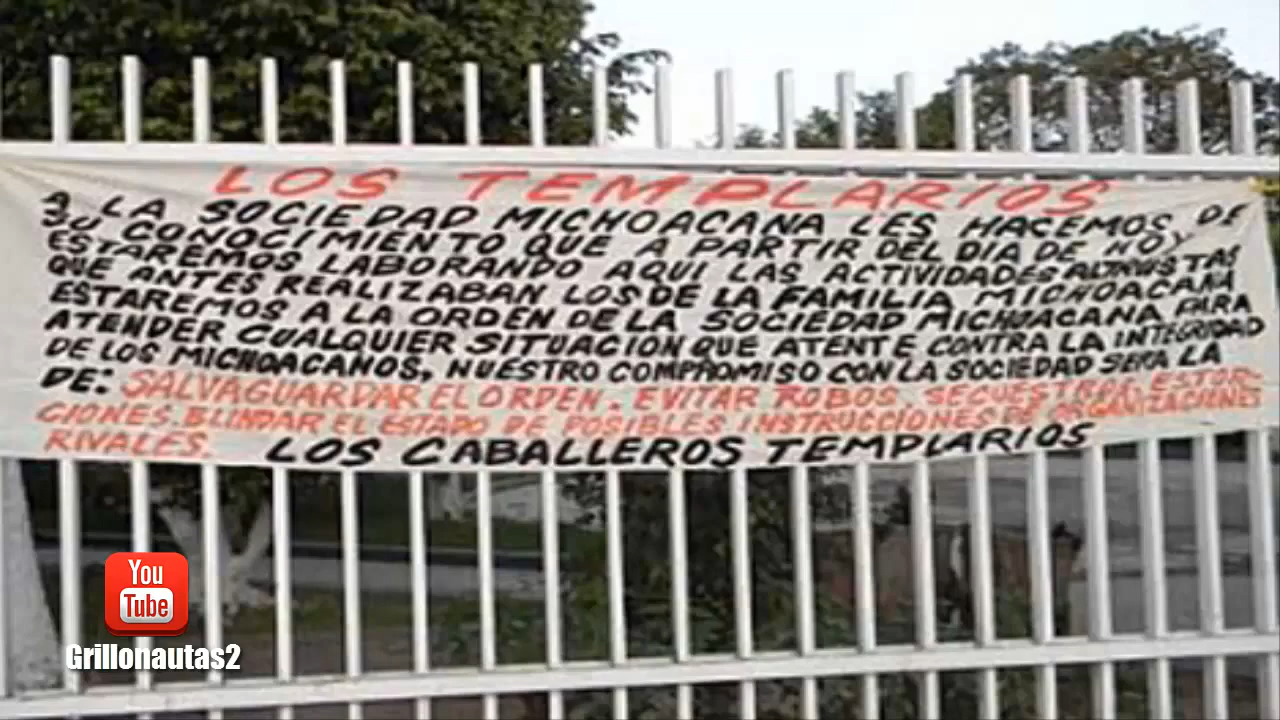 LOS TEMPLARIOS
A LA SOCIEDAD MICHOACANA LES HACEMOS DE
SU CONOCIMIENTO QUE A PARTIR DEL DIA DE HOY
ESTAREMOS LABORANDO AQUI LAS ACTIVIDADES ALTRUISTAS
QUE ANTES REALIZABAN LOS DE LA FAMILIA MICHOACANA
ESTAREMOS A LA ORDEN DE LA SOCIEDAD MICHOACANA PARA
ATENDER CUALQUIER SITUACION QUE ATENTE CONTRA LA INTEGRIDAD
DE LOS MICHOACANOS, NUESTRO COMPROMISO CON LA SOCIEDAD SERA LA
DE: SALVAGUARDAR EL ORDEN. EVITAR ROBOS, SECUESTROS, ESTOR-
CIONES. BLINDAR EL ESTADO DE POSIBLES INSTRUCCIONES DE ORGANIZACIONES
RIVALES. LOS CABALLEROS TEMPLARIOS
You
Tube
Grillonautas2